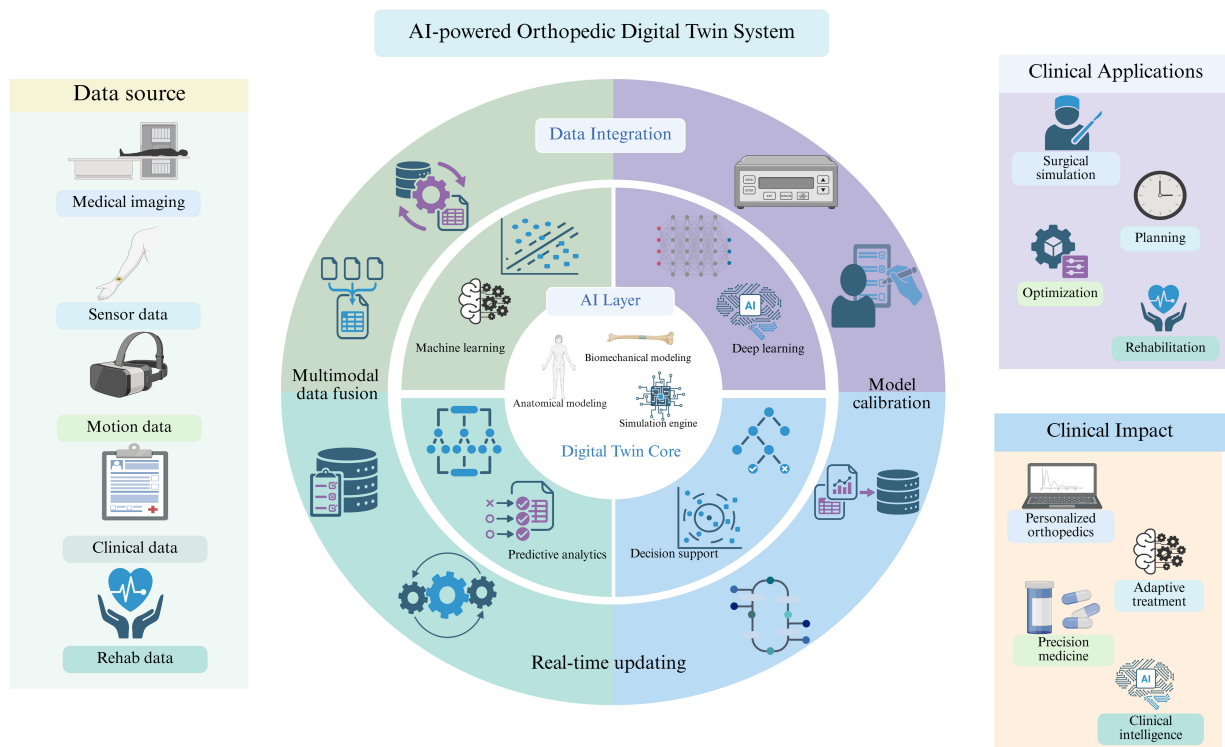 AI-powered Orthopedic Digital Twin System
Data source
Medical imaging
Sensor data
Motion data
Clinical data
Rehab data
Data Integration
Multimodal
data fusion
Model
calibration
Real-time updating
AI Layer
Machine learning
Deep learning
AI
Predictive analytics
Decision support
Biomechanical modeling
Anatomical modeling
Simulation engine
Digital Twin Core
Clinical Applications
Surgical
simulation
Planning
Optimization
Rehabilitation
Clinical Impact
Personalized
orthopedics
Adaptive
treatment
Precision
medicine
AI
Clinical
intelligence